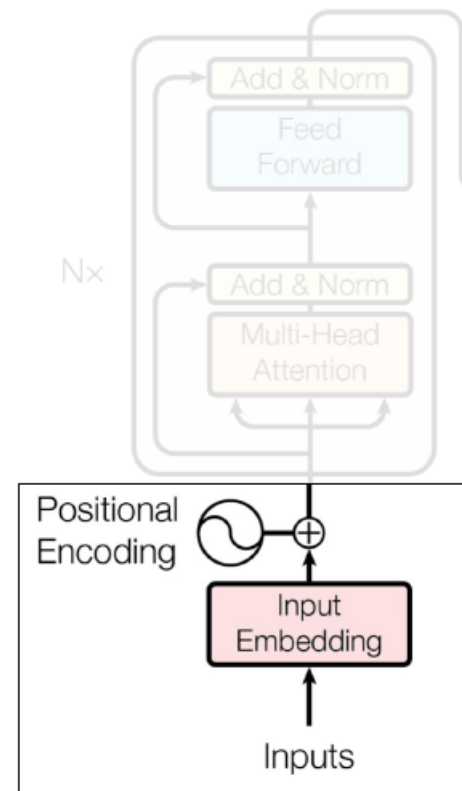 Add & Norm
Feed
Forward
Nx
Add & Norm
Multi-Head
Attention
Positional
Encoding
Input
Embedding
Inputs